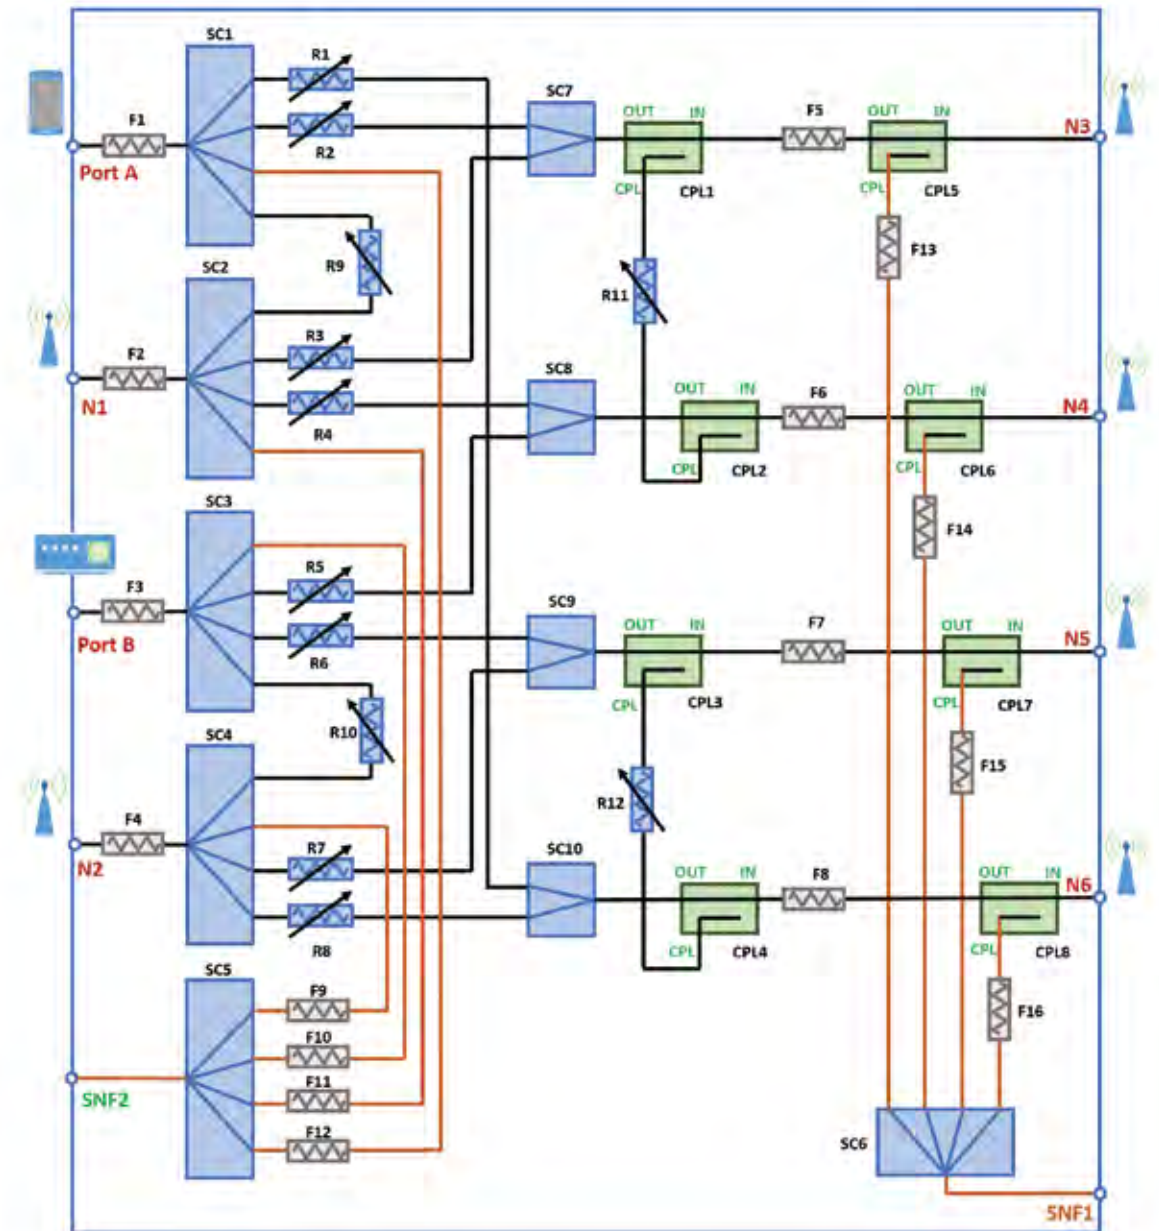 SC1
R1
SC7
OUT IN
F5
OUT IN
N3
F1
Port A
R2
CPL
CPL1
CPL
CPL5
F13
R9
SC2
R11
R3
SC8
OUT IN
F6
OUT IN
N4
F2
N1
R4
CPL
CPL2
CPL
CPL6
SC3
F14
R5
SC9
OUT IN
F7
OUT IN
N5
F3
Port B
R6
CPL
CPL3
CPL
CPL7
R10
SC4
F15
R12
F4
N2
R7
SC10
OUT IN
F8
OUT IN
N6
R8
CPL
CPL4
CPL
CPL8
SC5
F9
F16
F10
SNF2
F11
F12
SC6
SNF1